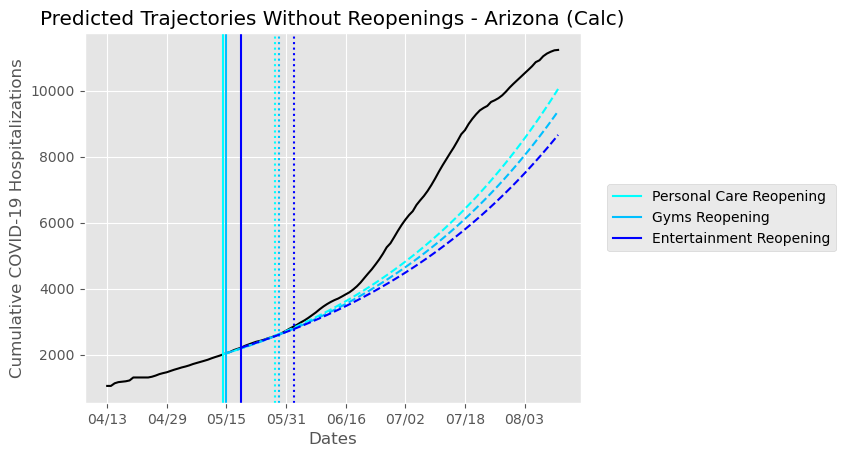 Predicted Trajectories Without Reopenings - Arizona (Calc)
Cumulative COVID-19 Hospitalizations
10000
8000
6000
4000
2000
04/13
04/29
05/15
05/31
06/16
07/02
07/18
08/03
Dates
Personal Care Reopening
Gyms Reopening
Entertainment Reopening